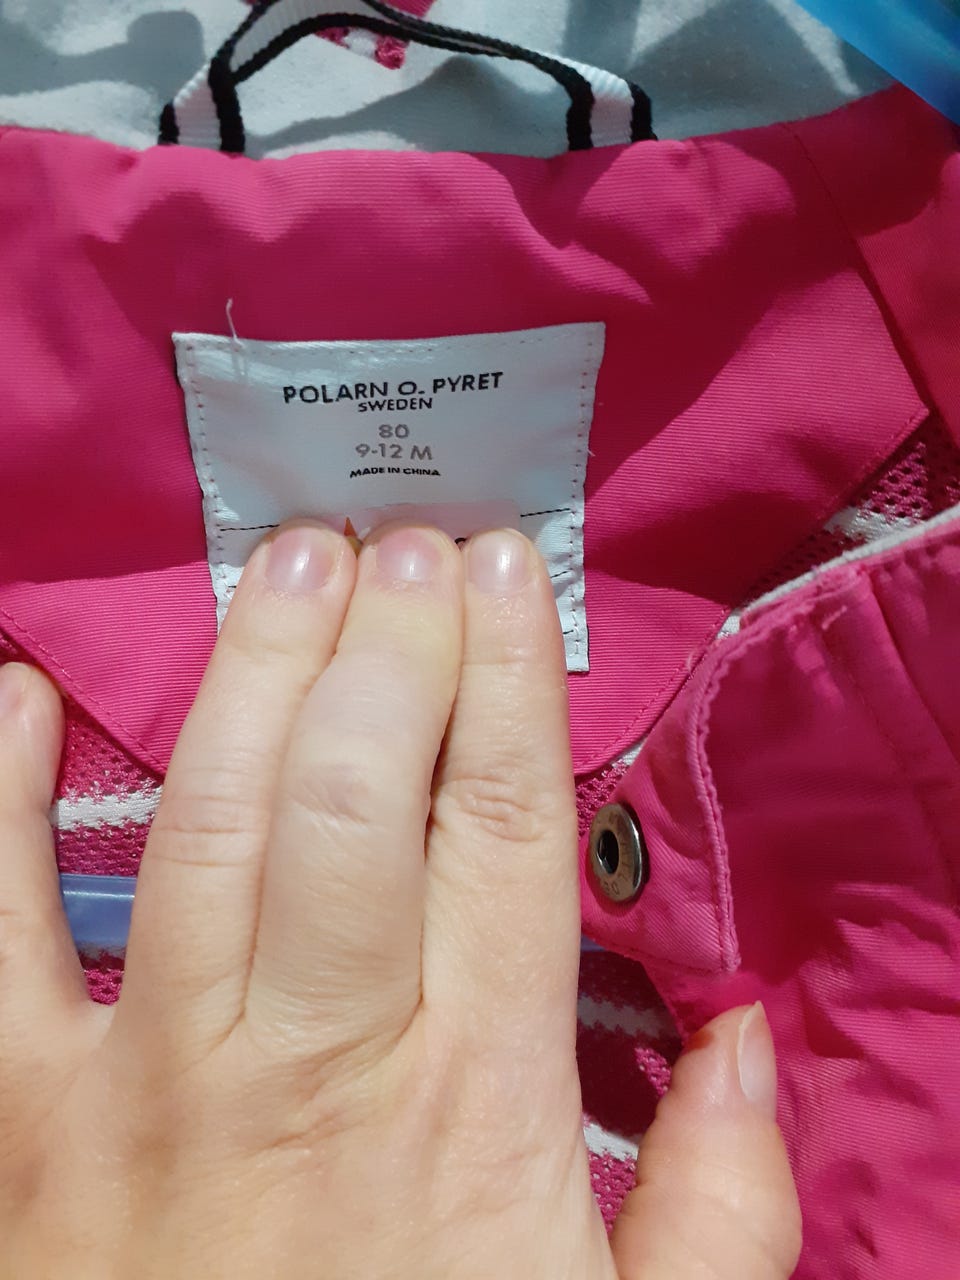 POLARN O. PYRET
SWEDEN
80
9-12 M
MADE IN CHINA